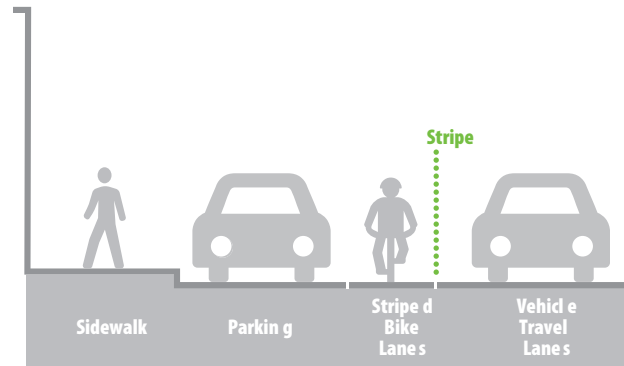 Stripe
Sidewalk
Parkin g
Stripe d
Bike
Lane s
Vehicl e
Travel
Lane s